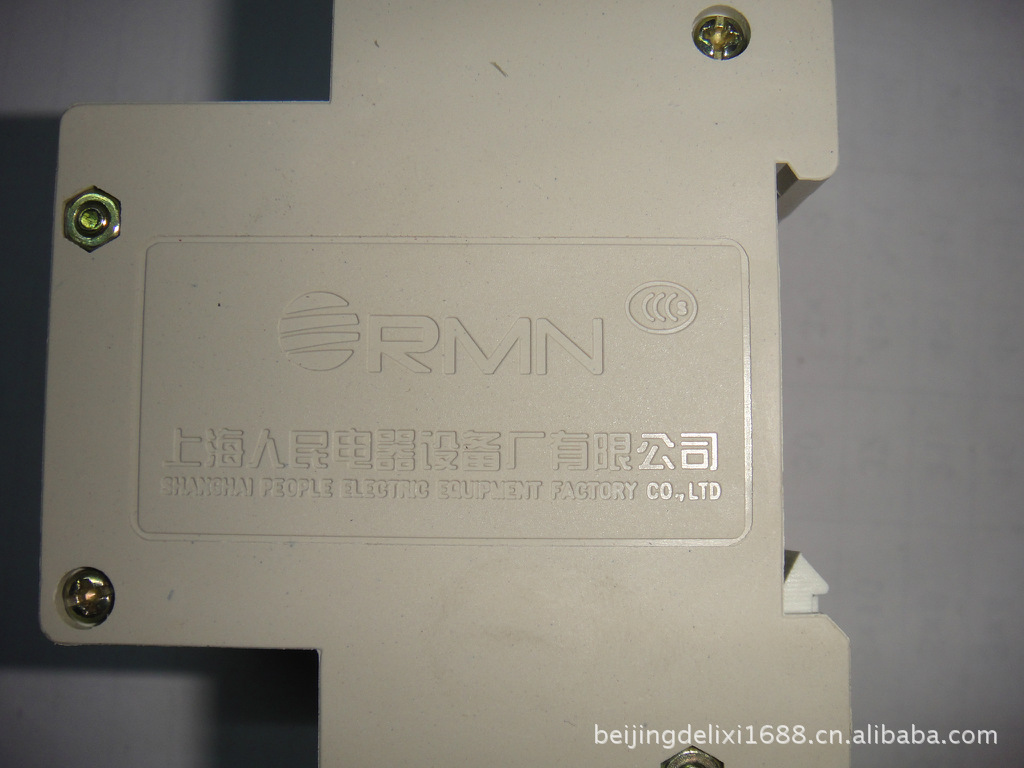 RMN
上海人民电器设备厂有限公司
SHANGHAI PEOPLE ELECTRIC EQUIPMENT FACTORY CO.,LTD
beijingdelixi1688.cn.alibaba.com